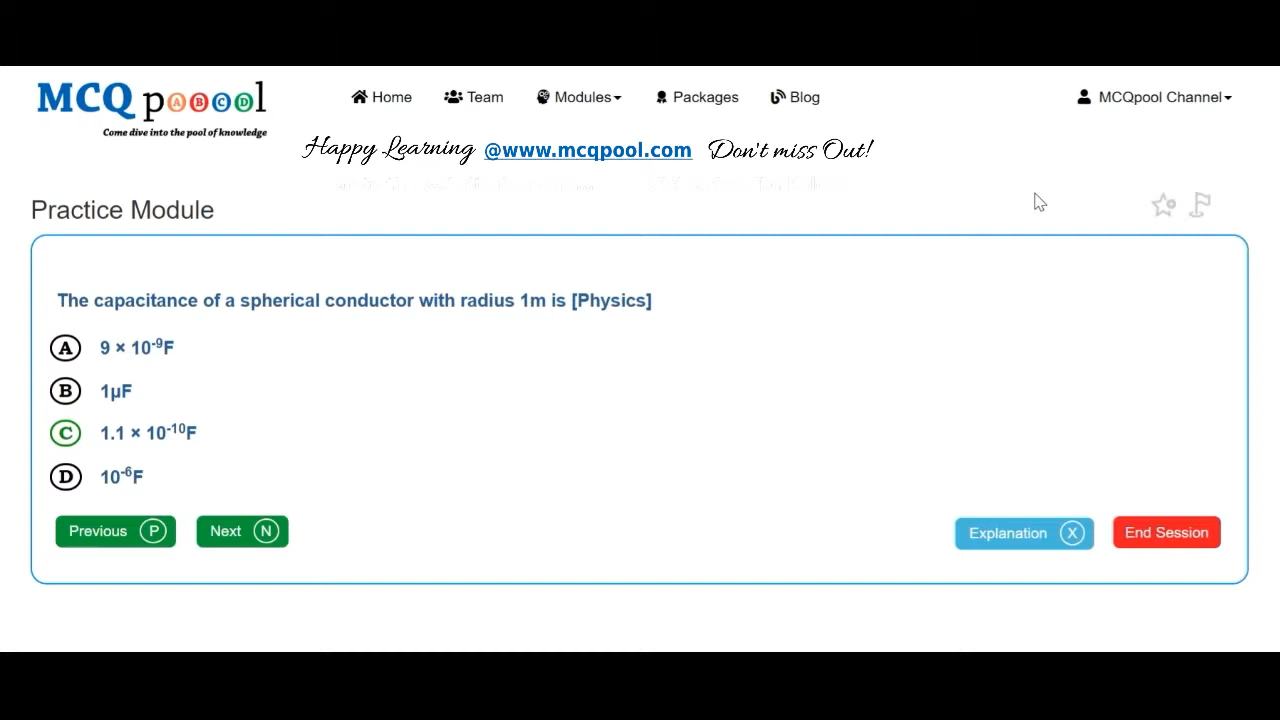 MCQ pooool
Come dive into the pool of knowledge
Home Team Modules Packages Blog MCQpool Channel
Happy Learning @www.mcqpool.com Don't miss Out!
Practice Module
The capacitance of a spherical conductor with radius 1m is [Physics]
A 9 × 10⁻⁹F
B 1μF
C 1.1 × 10⁻¹⁰F
D 10⁻⁶F
Previous P Next N Explanation X End Session